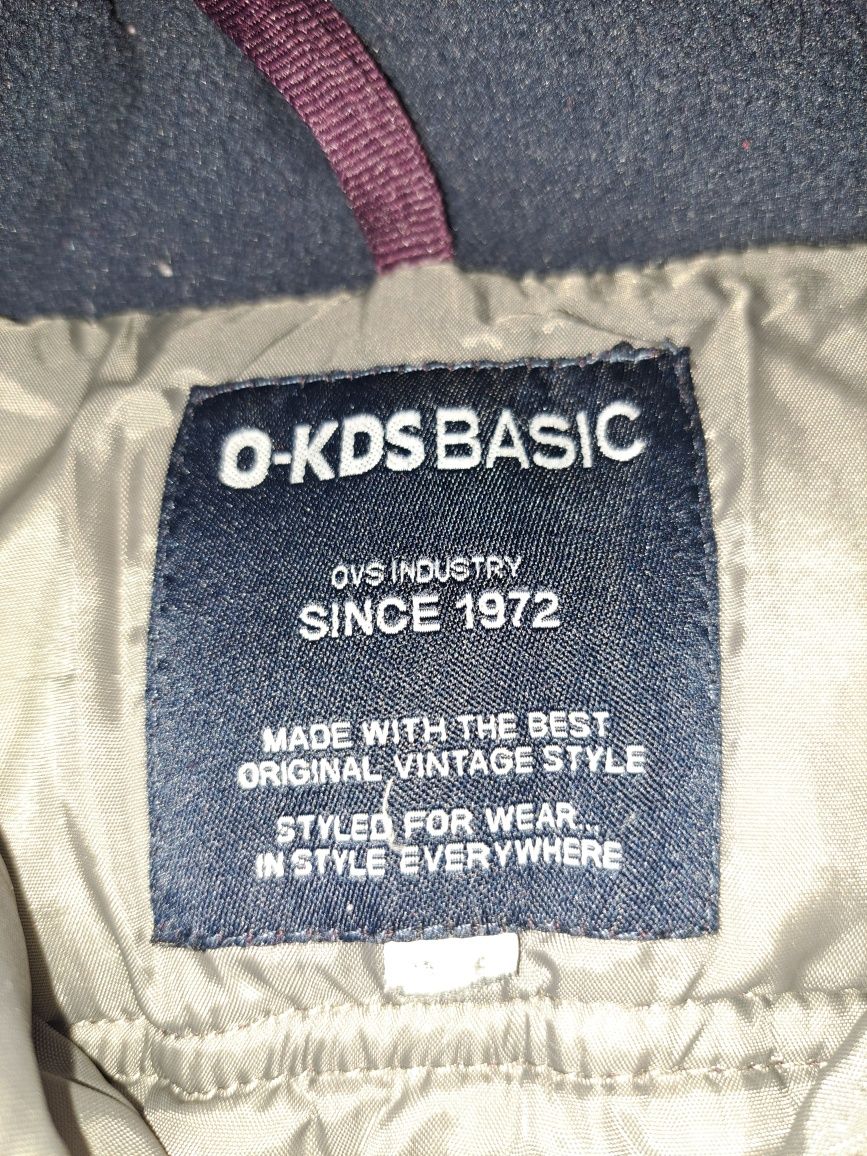 O-KDS BASIC
OVS INDUSTRY
SINCE 1972
MADE WITH THE BEST
ORIGINAL VINTAGE STYLE
STYLED FOR WEAR...
IN STYLE EVERYWHERE